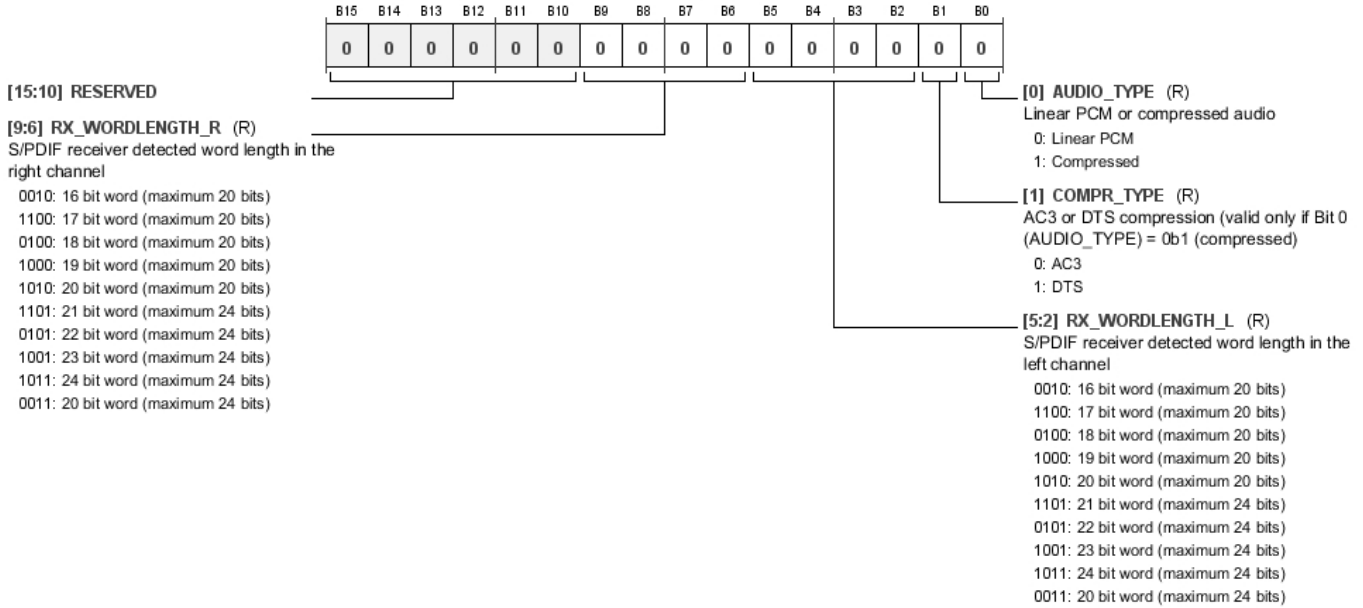 B15 B14 B13 B12 B11 B10 B9 B8 B7 B6 B5 B4 B3 B2 B1 B0
0 0 0 0 0 0 0 0 0 0 0 0 0 0 0 0
[15:10] RESERVED
[9:6] RX_WORDLENGTH_R (R)
S/PDIF receiver detected word length in the
right channel
0010: 16 bit word (maximum 20 bits)
1100: 17 bit word (maximum 20 bits)
0100: 18 bit word (maximum 20 bits)
1000: 19 bit word (maximum 20 bits)
1010: 20 bit word (maximum 20 bits)
1101: 21 bit word (maximum 24 bits)
0101: 22 bit word (maximum 24 bits)
1001: 23 bit word (maximum 24 bits)
1011: 24 bit word (maximum 24 bits)
0011: 20 bit word (maximum 24 bits)
[0] AUDIO_TYPE (R)
Linear PCM or compressed audio
0: Linear PCM
1: Compressed
[1] COMPR_TYPE (R)
AC3 or DTS compression (valid only if Bit 0
(AUDIO_TYPE) = 0b1 (compressed)
0: AC3
1: DTS
[5:2] RX_WORDLENGTH_L (R)
S/PDIF receiver detected word length in the
left channel
0010: 16 bit word (maximum 20 bits)
1100: 17 bit word (maximum 20 bits)
0100: 18 bit word (maximum 20 bits)
1000: 19 bit word (maximum 20 bits)
1010: 20 bit word (maximum 20 bits)
1101: 21 bit word (maximum 24 bits)
0101: 22 bit word (maximum 24 bits)
1001: 23 bit word (maximum 24 bits)
1011: 24 bit word (maximum 24 bits)
0011: 20 bit word (maximum 24 bits)